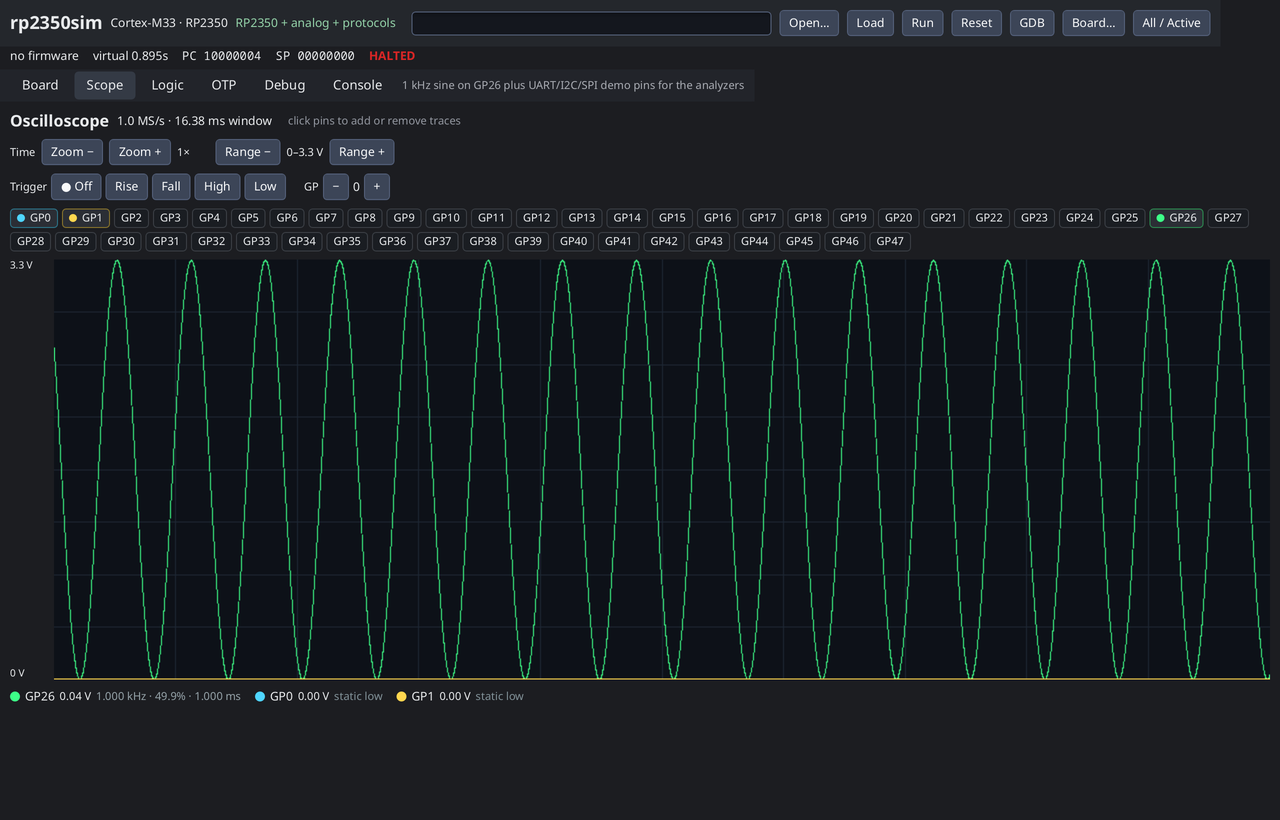 rp2350sim Cortex-M33 · RP2350 RP2350 + analog + protocols Open... Load Run Reset GDB Board... All / Active
no firmware virtual 0.895s PC 10000004 SP 00000000 HALTED
Board Scope Logic OTP Debug Console 1 kHz sine on GP26 plus UART/I2C/SPI demo pins for the analyzers
Oscilloscope 1.0 MS/s · 16.38 ms window click pins to add or remove traces
Time Zoom − Zoom + 1× Range − 0–3.3 V Range +
Trigger Off Rise Fall High Low GP − 0 +
GP0 GP1 GP2 GP3 GP4 GP5 GP6 GP7 GP8 GP9 GP10 GP11 GP12 GP13 GP14 GP15 GP16 GP17 GP18 GP19 GP20 GP21 GP22 GP23 GP24 GP25 GP26 GP27
GP28 GP29 GP30 GP31 GP32 GP33 GP34 GP35 GP36 GP37 GP38 GP39 GP40 GP41 GP42 GP43 GP44 GP45 GP46 GP47
3.3 V
0 V
GP26 0.04 V 1.000 kHz · 49.9% · 1.000 ms GP0 0.00 V static low GP1 0.00 V static low